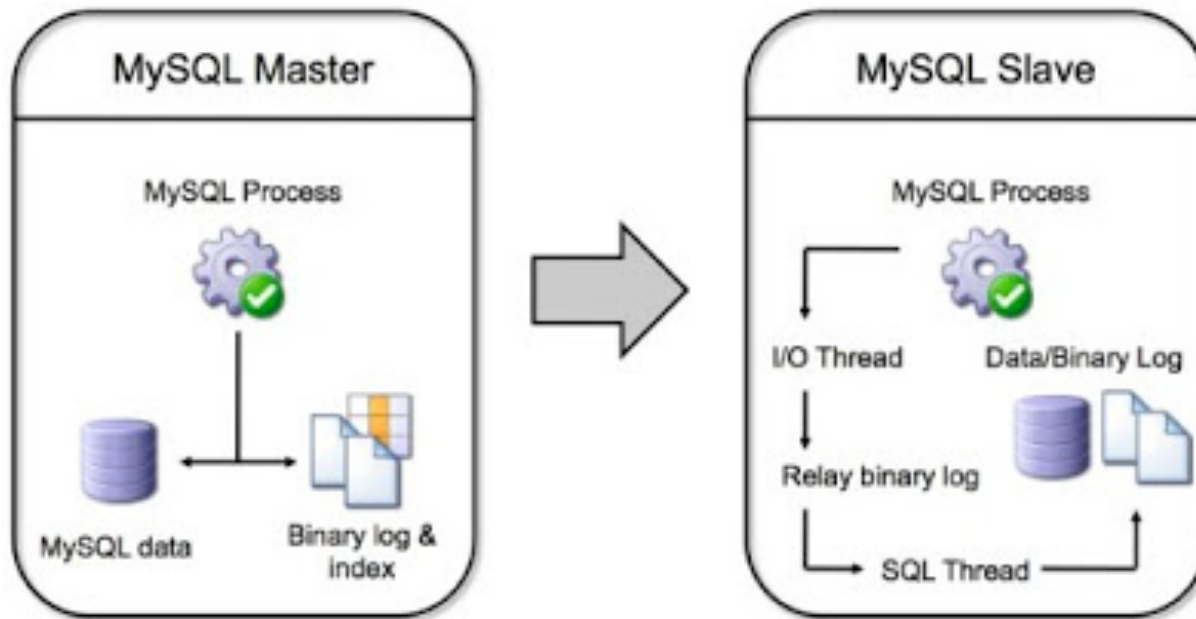 MySQL Master
MySQL Process
MySQL data
Binary log &
index
MySQL Slave
MySQL Process
I/O Thread
Data/Binary Log
Relay binary log
SQL Thread